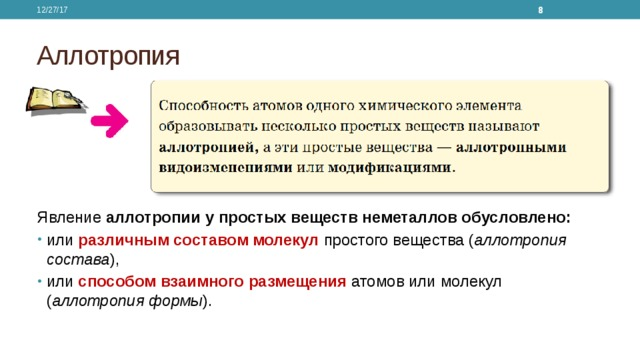 12/27/17
8
Аллотропия
Способность атомов одного химического элемента
образовывать несколько простых веществ называют
аллотропией, а эти простые вещества — аллотропными
видоизменениями или модификациями.
Явление аллотропии у простых веществ неметаллов обусловлено:
• или различным составом молекул простого вещества (аллотропия
состава),
• или способом взаимного размещения атомов или молекул
(аллотропия формы).